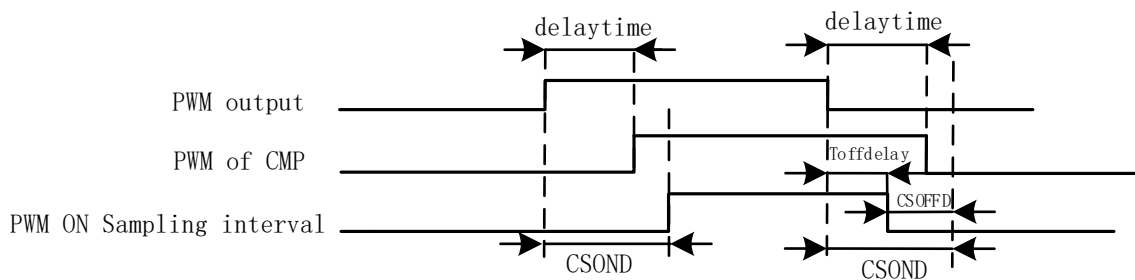 delaytime
delaytime
PWM output
PWM of CMP
Toffdelay
CSOFFD
PWM ON Sampling interval
CSOND
CSOND